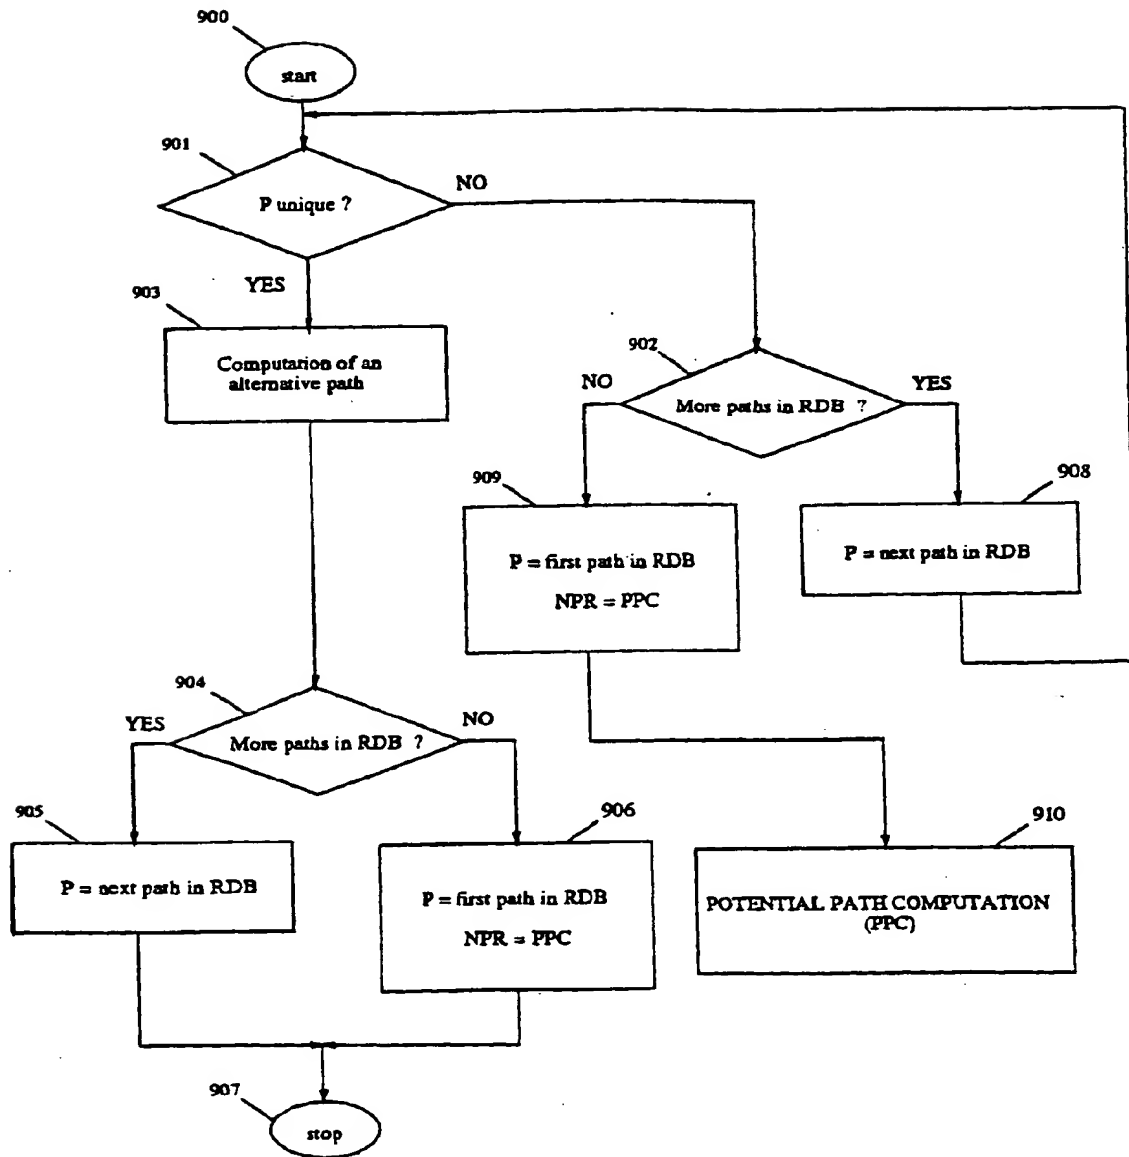 900
start
901
P unique ?
NO
YES
903
Computation of an
alternative path
902
NO
YES
More paths in RDB ?
909
908
P = first path in RDB
NPR = PPC
P = next path in RDB
904
YES
NO
More paths in RDB ?
905
906
910
P = next path in RDB
P = first path in RDB
NPR = PPC
POTENTIAL PATH COMPUTATION
(PPC)
907
stop